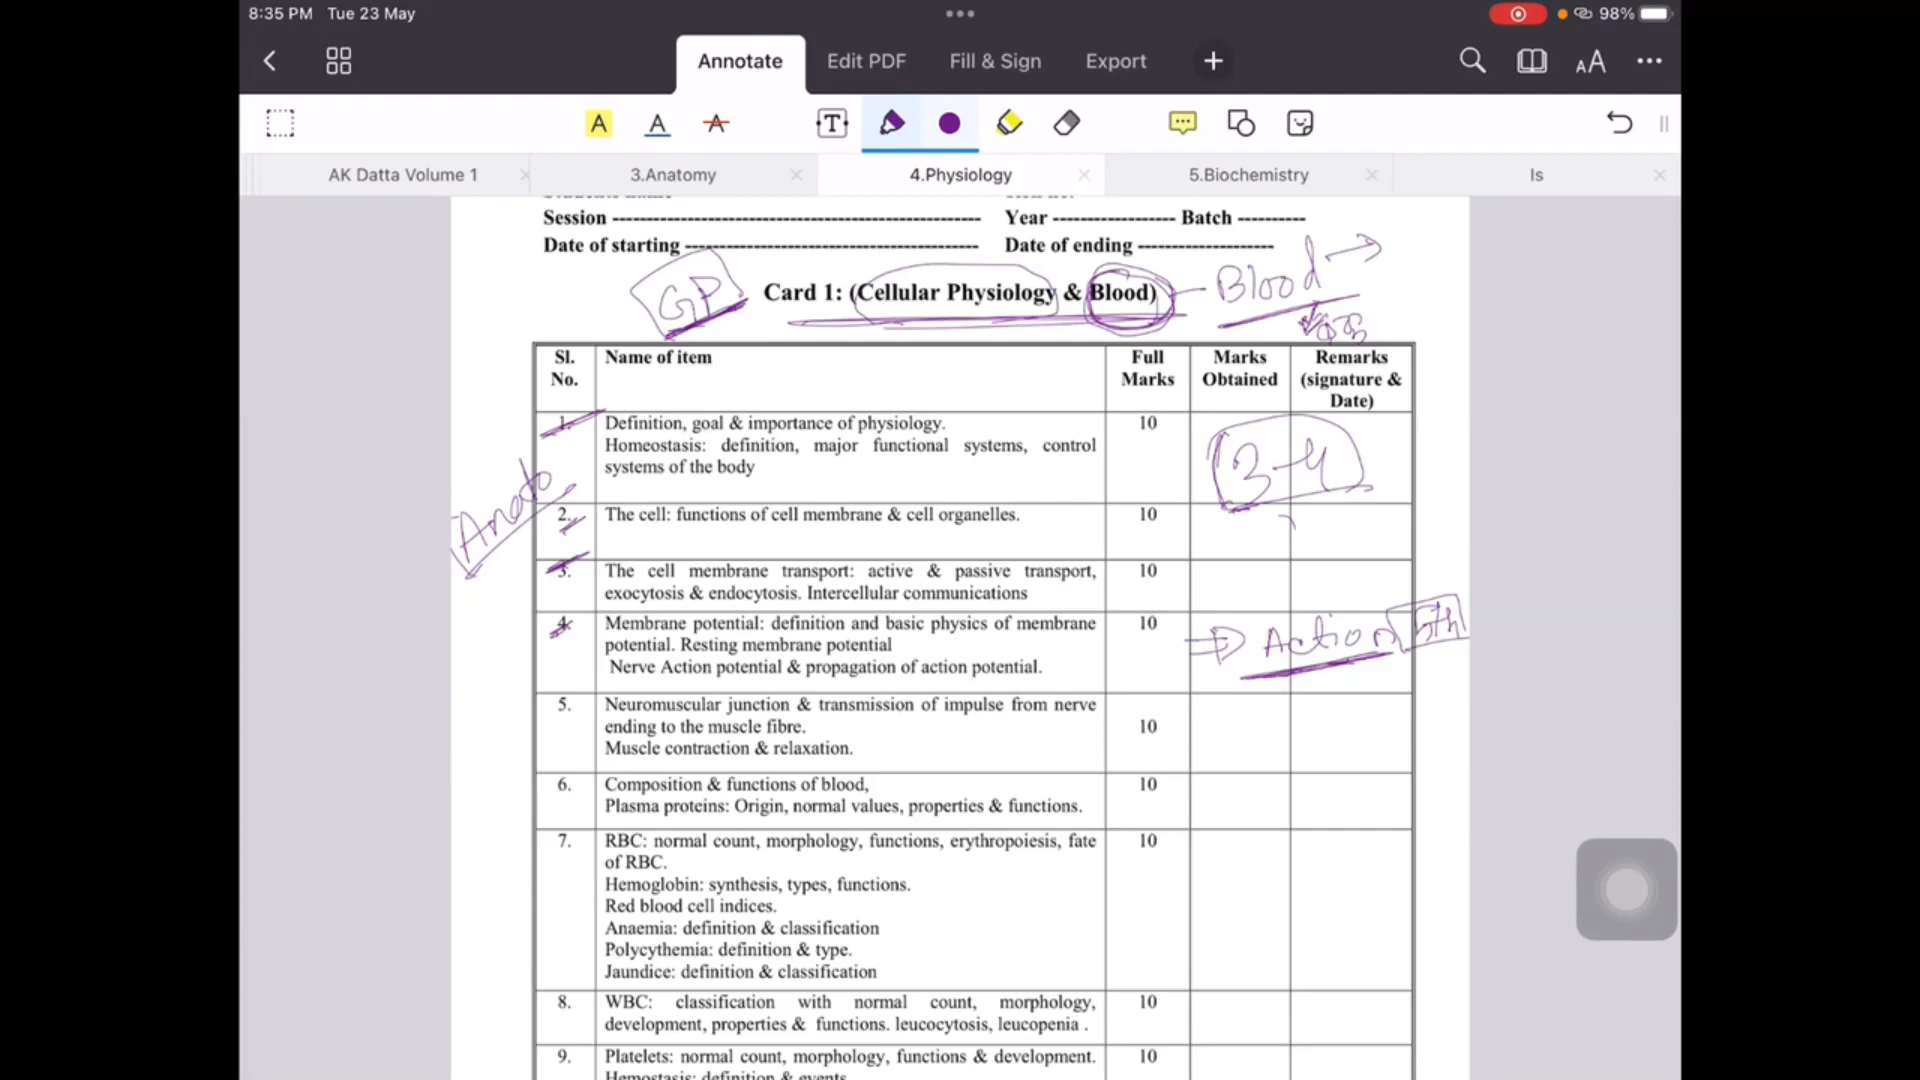 8:35 PM Tue 23 May
98%
Annotate Edit PDF Fill & Sign Export
AK Datta Volume 1 3.Anatomy 4.Physiology 5.Biochemistry Is
Session ------------------------------------------------------ Year ------------------ Batch ----------
Date of starting ------------------------------------------- Date of ending --------------------
GP Card 1: (Cellular Physiology & Blood) Blood
Sl. No. Name of item Full Marks Marks Obtained Remarks (signature & Date)
1. Definition, goal & importance of physiology. 10
Homeostasis: definition, major functional systems, control
systems of the body
3-4
Anato
2. The cell: functions of cell membrane & cell organelles. 10
3. The cell membrane transport: active & passive transport, 10
exocytosis & endocytosis. Intercellular communications
4. Membrane potential: definition and basic physics of membrane 10
potential. Resting membrane potential
Nerve Action potential & propagation of action potential.
Action 5th
5. Neuromuscular junction & transmission of impulse from nerve
ending to the muscle fibre. 10
Muscle contraction & relaxation.
6. Composition & functions of blood, 10
Plasma proteins: Origin, normal values, properties & functions.
7. RBC: normal count, morphology, functions, erythropoiesis, fate 10
of RBC.
Hemoglobin: synthesis, types, functions.
Red blood cell indices.
Anaemia: definition & classification
Polycythemia: definition & type.
Jaundice: definition & classification
8. WBC: classification with normal count, morphology, 10
development, properties & functions. leucocytosis, leucopenia .
9. Platelets: normal count, morphology, functions & development. 10
Hemostasis: definition & events